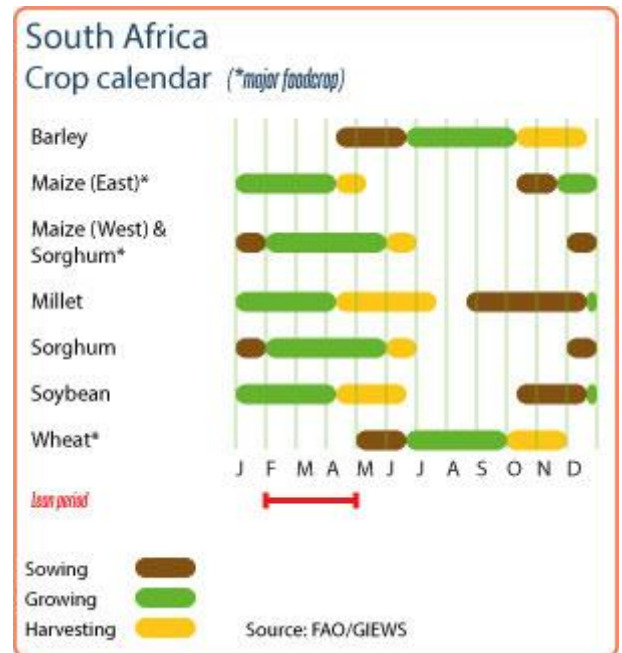 South Africa
Crop calendar (*major foodcrop)
Barley
Maize (East)*
Maize (West) &
Sorghum*
Millet
Sorghum
Soybean
Wheat*
J F M A M J J A S O N D
Lean period
Sowing
Growing
Harvesting
Source: FAO/GIEWS